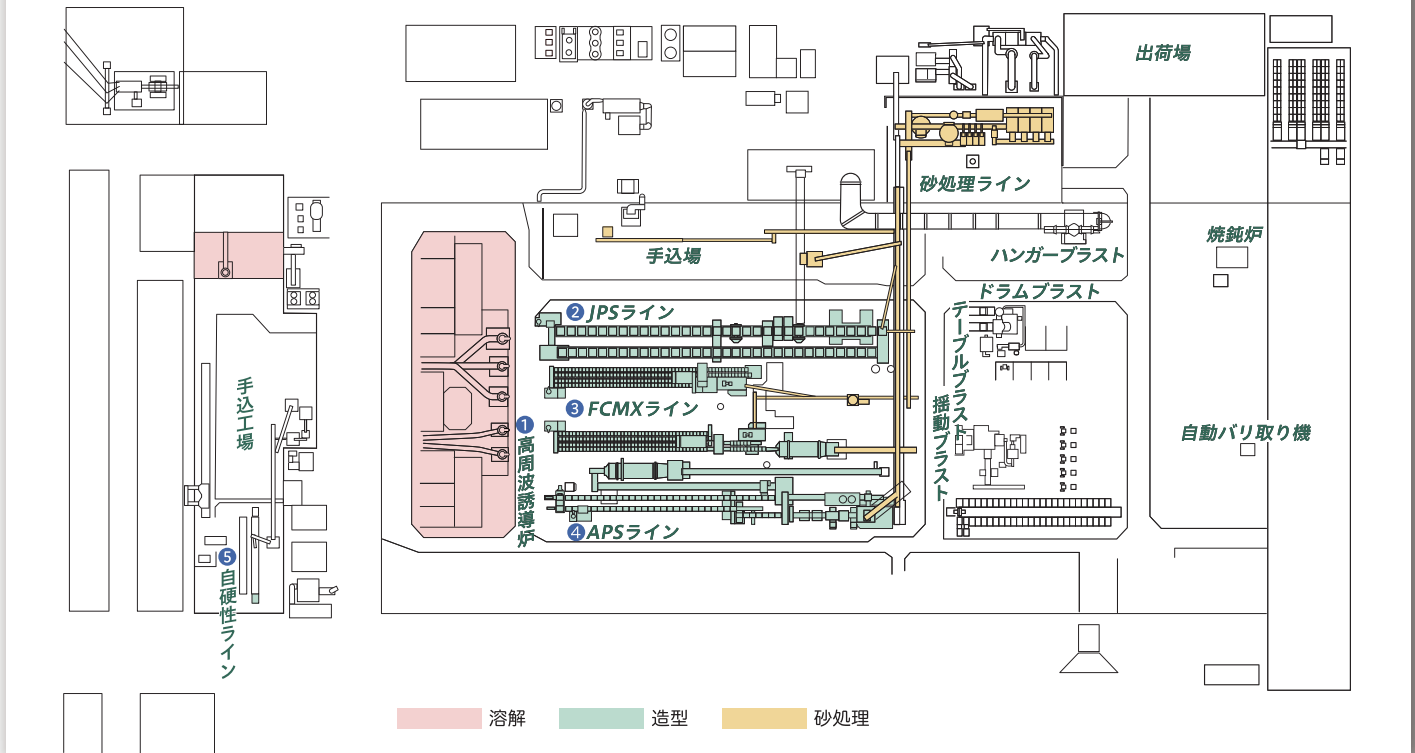 出荷場
砂処理ライン
手込場
ハンガーブラスト
焼鈍炉
ドラムブラスト
テーブルブラスト
揺動ブラスト
自動バリ取り機
❷ JPSライン
❸ FCMXライン
❶ 高周波誘導炉
❹ APSライン
手込工場
❺ 自硬性ライン
溶解
造型
砂処理